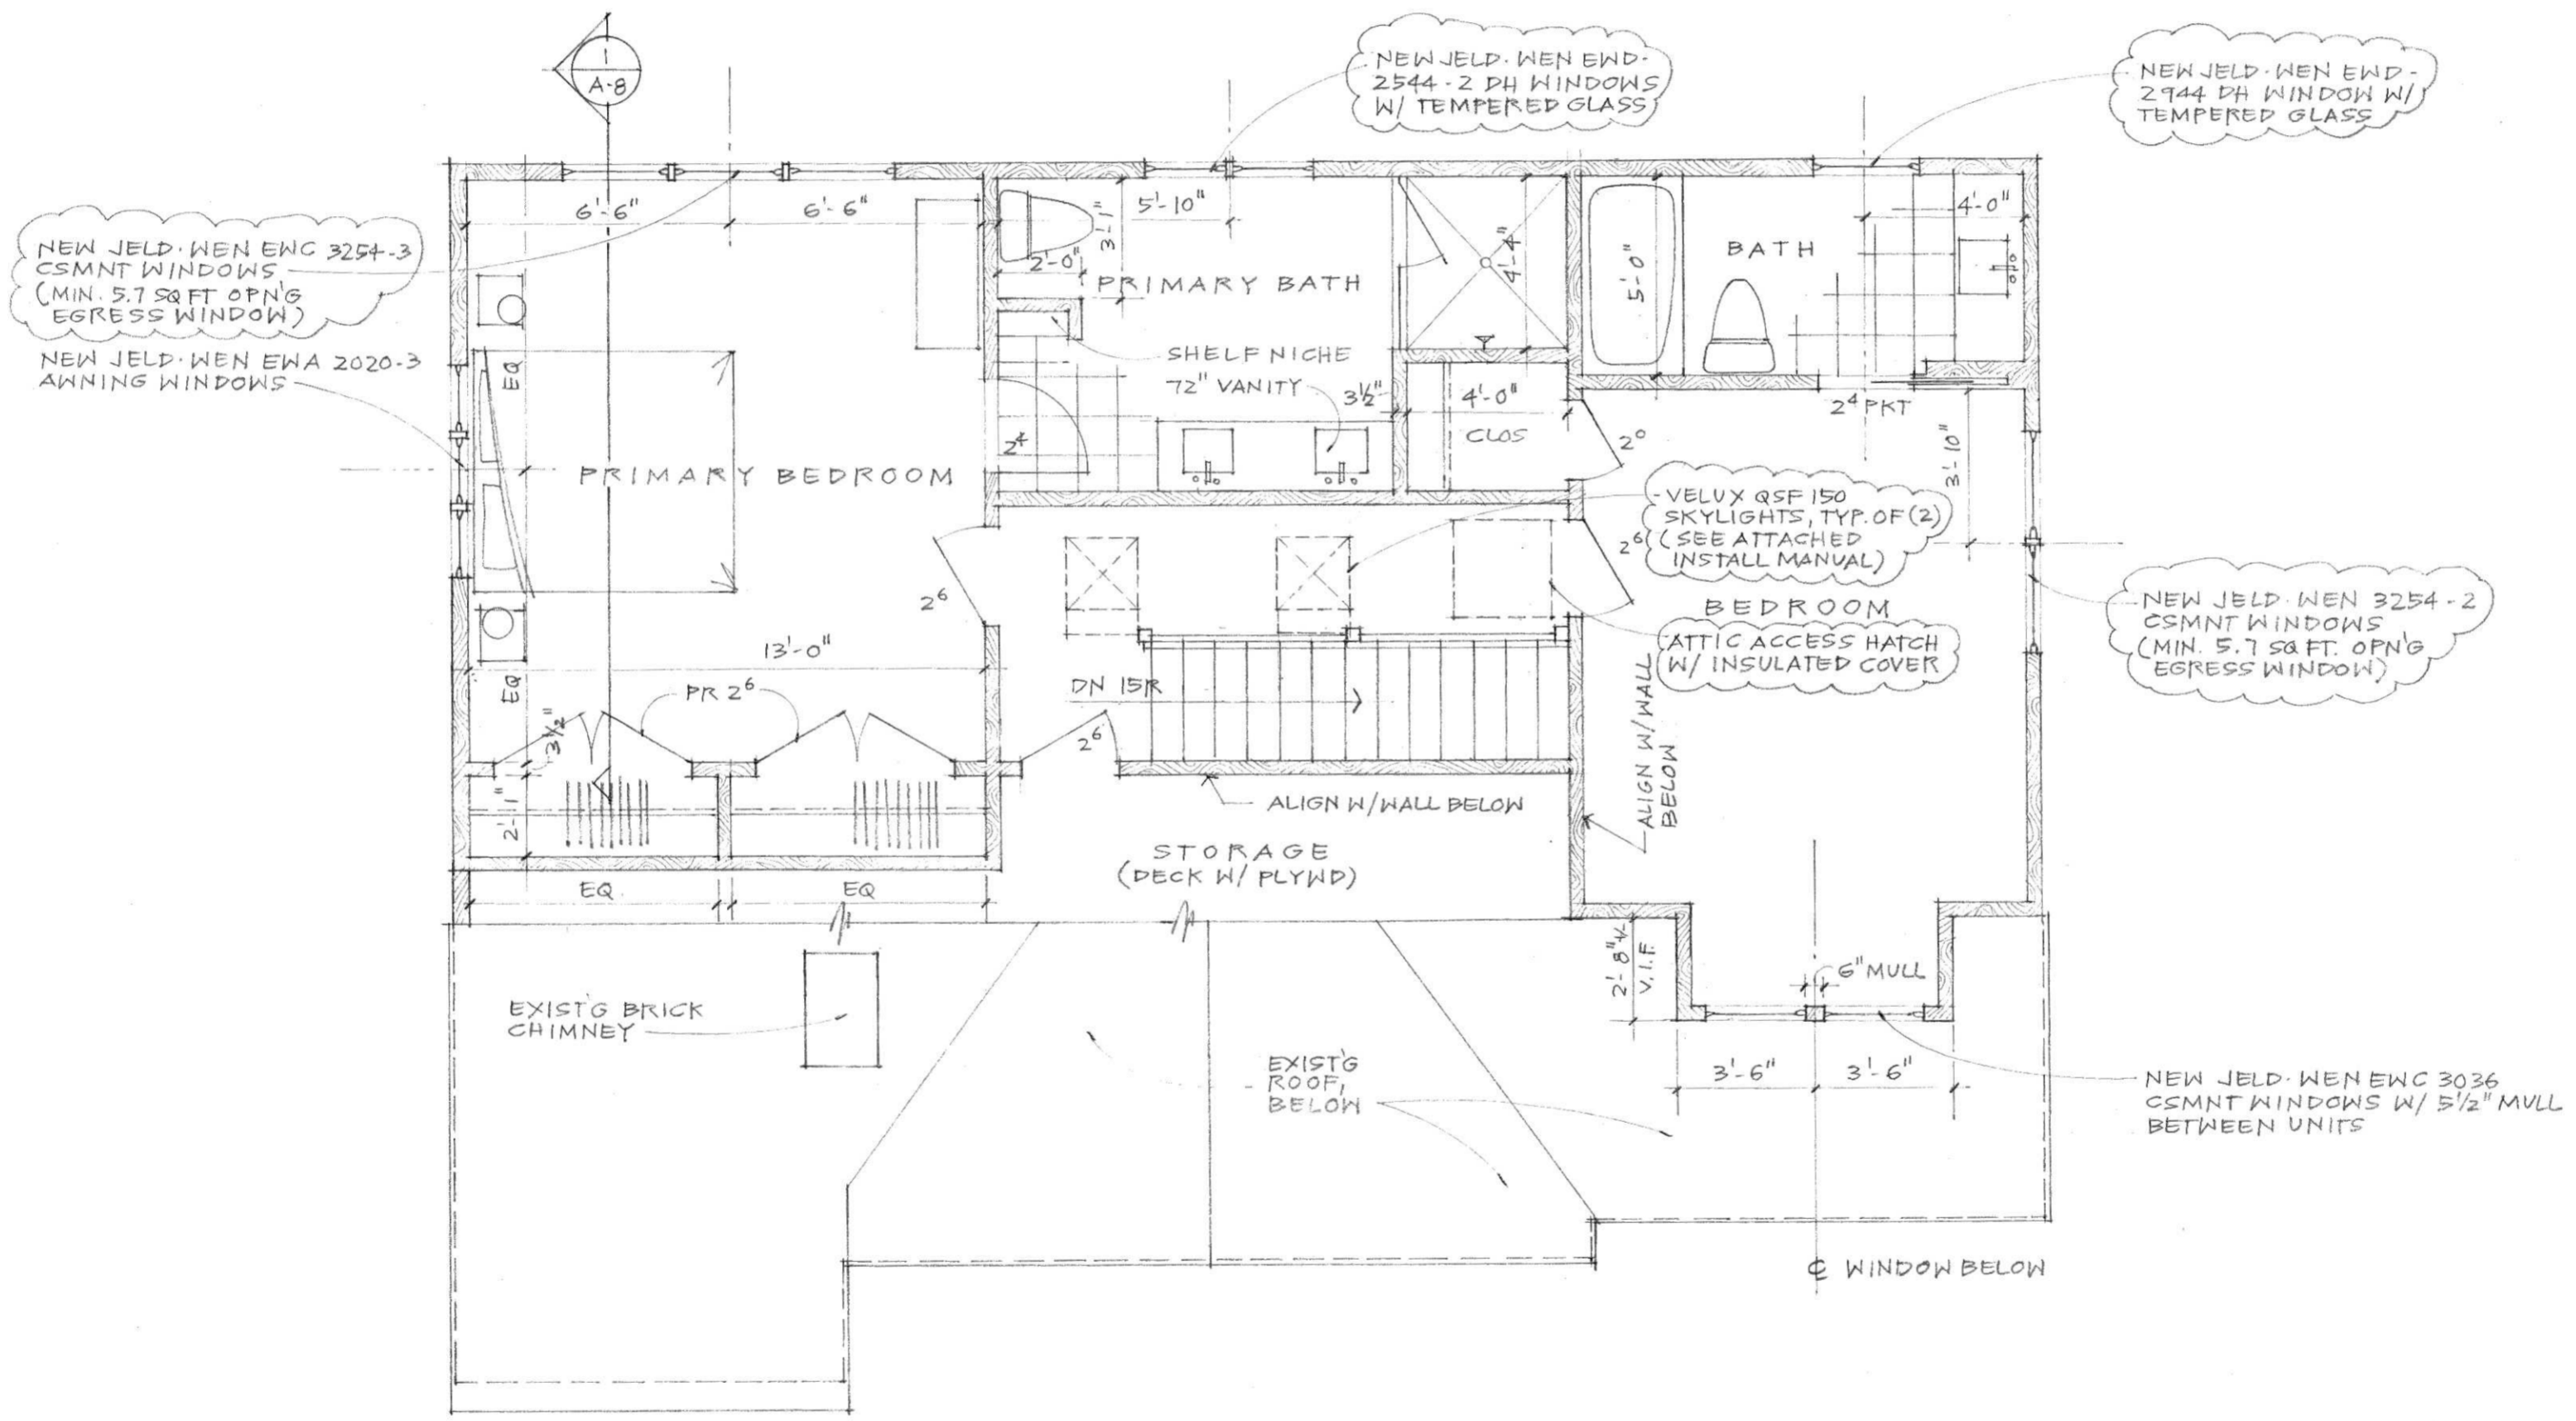 1
A-8
NEW JELD-WEN EWD-
2544-2 DH WINDOWS
W/ TEMPERED GLASS
NEW JELD-WEN EWD-
2944 DH WINDOW W/
TEMPERED GLASS
NEW JELD-WEN EWC 3254-3
CSMNT WINDOWS
(MIN. 5.7 SQ FT OPN'G
EGRESS WINDOW)
NEW JELD-WEN EWA 2020-3
AWNING WINDOWS
6'-6"
6'-6"
3'-1"
2'-0"
5'-10"
PRIMARY BATH
4'-4"
5'-0"
BATH
4'-0"
EQ
SHELF NICHE
72" VANITY
3½"
4'-0"
CLOS
2⁴ PKT
2⁰
3'-10"
2⁴
PRIMARY BEDROOM
VELUX QSF 150
SKYLIGHTS, TYP. OF (2)
(SEE ATTACHED
INSTALL MANUAL)
2⁶
2⁶
BEDROOM
ATTIC ACCESS HATCH
W/ INSULATED COVER
NEW JELD-WEN 3254-2
CSMNT WINDOWS
(MIN. 5.7 SQ FT. OPN'G
EGRESS WINDOW)
13'-0"
EQ
PR 2⁶
DN 15R
2⁶
3½"
2'-1"
ALIGN W/ WALL
BELOW
ALIGN W/WALL BELOW
STORAGE
(DECK W/ PLYWD)
EQ
EQ
2'-8"±
V.I.F.
6" MULL
EXIST'G BRICK
CHIMNEY
EXIST'G
ROOF,
BELOW
3'-6"
3'-6"
NEW JELD-WEN EWC 3036
CSMNT WINDOWS W/ 5½" MULL
BETWEEN UNITS
℄ WINDOW BELOW